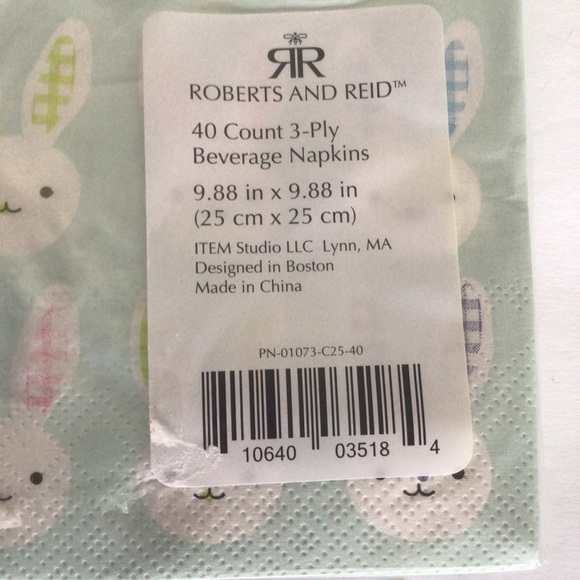 RR
ROBERTS AND REID™
40 Count 3-Ply
Beverage Napkins
9.88 in x 9.88 in
(25 cm x 25 cm)
ITEM Studio LLC Lynn, MA
Designed in Boston
Made in China
PN-01073-C25-40
10640 03518 4